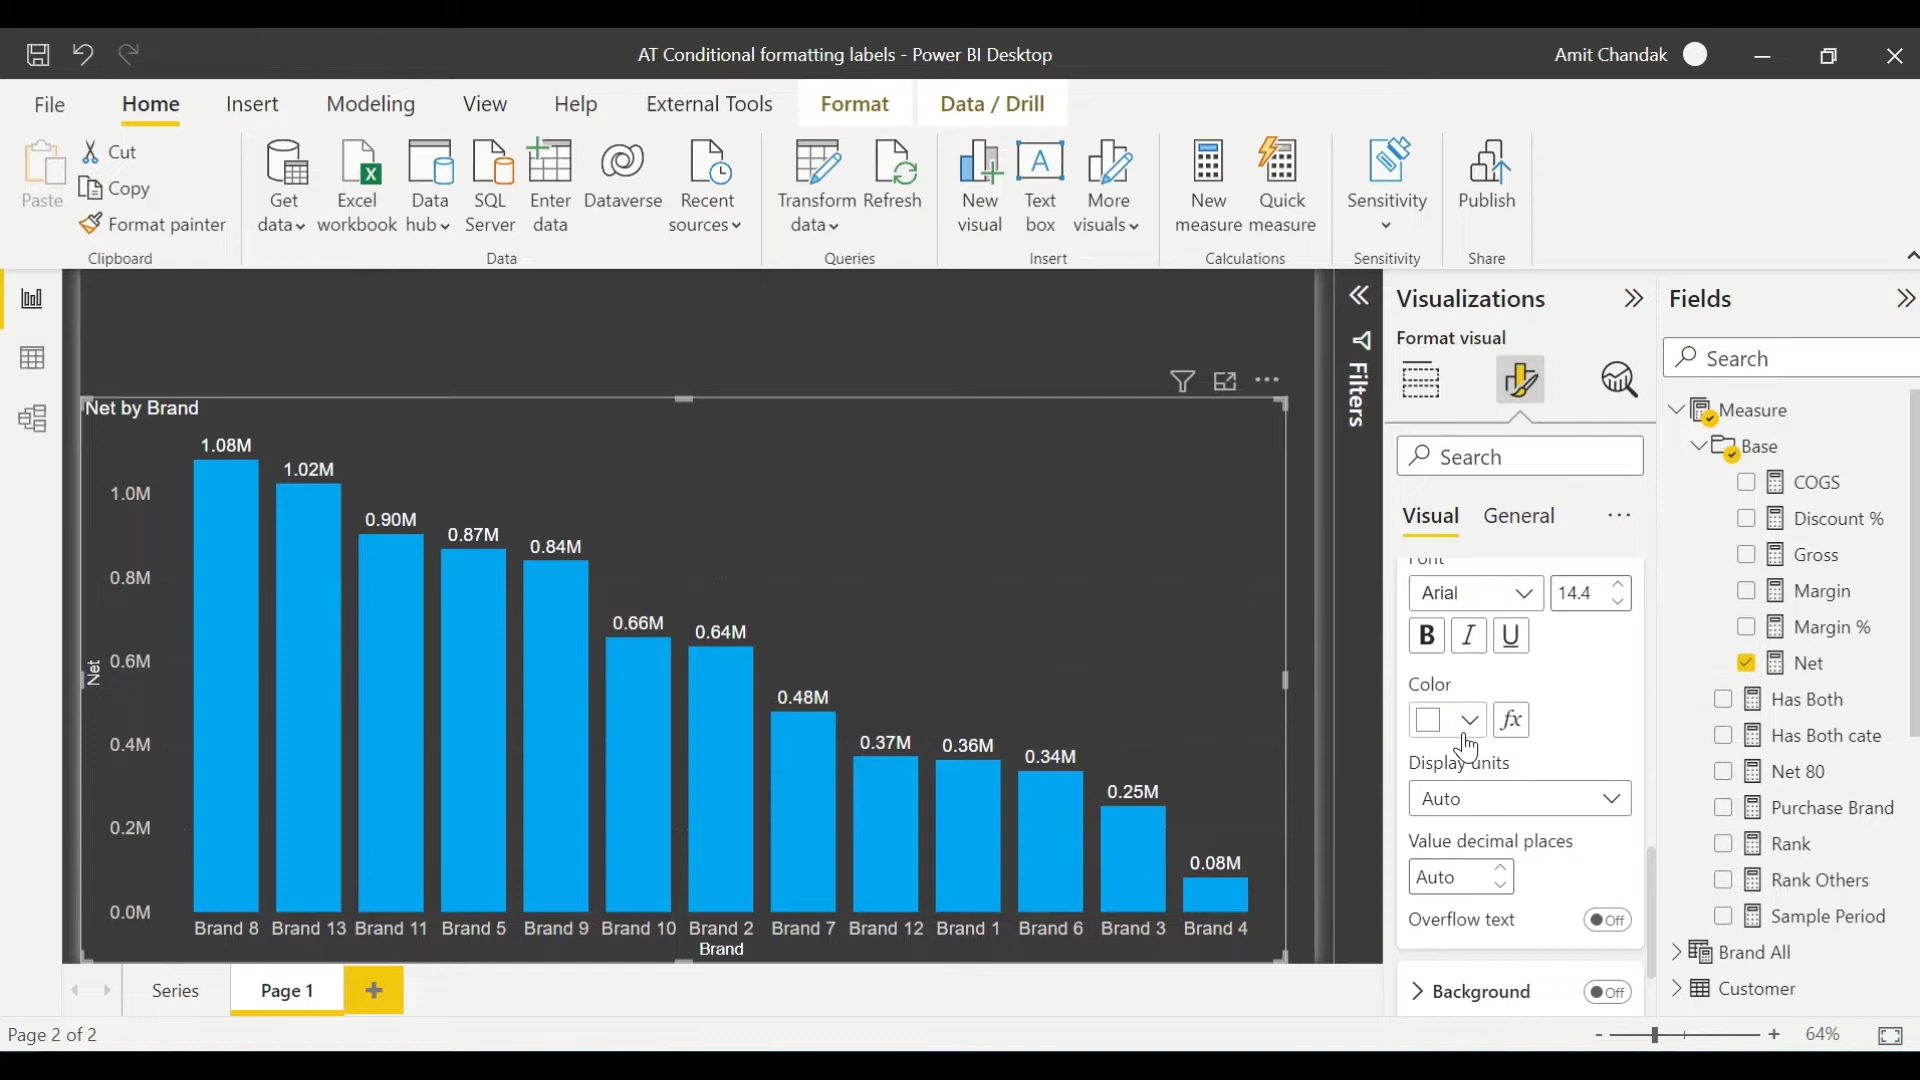 AT Conditional formatting labels - Power BI Desktop
Amit Chandak
File
Home
Insert
Modeling
View
Help
External Tools
Format
Data / Drill
Paste
Cut
Copy
Format painter
Clipboard
Get
data
Excel
workbook
Data
hub
SQL
Server
Enter
data
Dataverse
Recent
sources
Data
Transform
data
Refresh
Queries
New
visual
Text
box
More
visuals
Insert
New
measure
Quick
measure
Calculations
Sensitivity
Sensitivity
Publish
Share
Net by Brand
1.08M
1.02M
0.90M
0.87M
0.84M
0.66M
0.64M
0.48M
0.37M
0.36M
0.34M
0.25M
0.08M
1.0M
0.8M
0.6M
0.4M
0.2M
0.0M
Net
Brand 8
Brand 13
Brand 11
Brand 5
Brand 9
Brand 10
Brand 2
Brand 7
Brand 12
Brand 1
Brand 6
Brand 3
Brand 4
Brand
Filters
Visualizations
Format visual
Search
Visual
General
Font
Arial
14.4
B
I
U
Color
fx
Display units
Auto
Value decimal places
Auto
Overflow text
Off
Background
Off
Fields
Search
Measure
Base
COGS
Discount %
Gross
Margin
Margin %
Net
Has Both
Has Both cate
Net 80
Purchase Brand
Rank
Rank Others
Sample Period
Brand All
Customer
Series
Page 1
Page 2 of 2
- +
64%